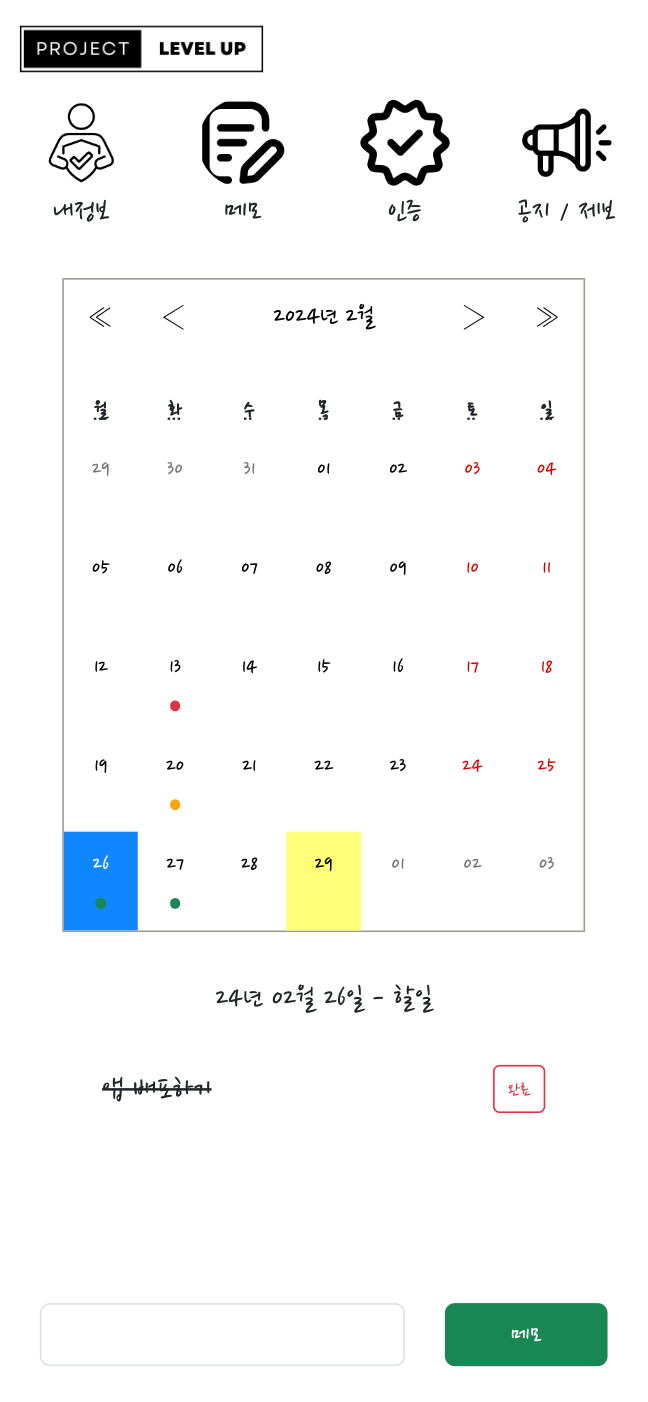 PROJECT LEVEL UP
내정보 메모 인증 공지 / 제보
2024년 2월
월 화 수 목 금 토 일
29 30 31 01 02 03 04
05 06 07 08 09 10 11
12 13 14 15 16 17 18
19 20 21 22 23 24 25
26 27 28 29 01 02 03
24년 02월 26일 - 할일
앱 배포하기 완료
메모